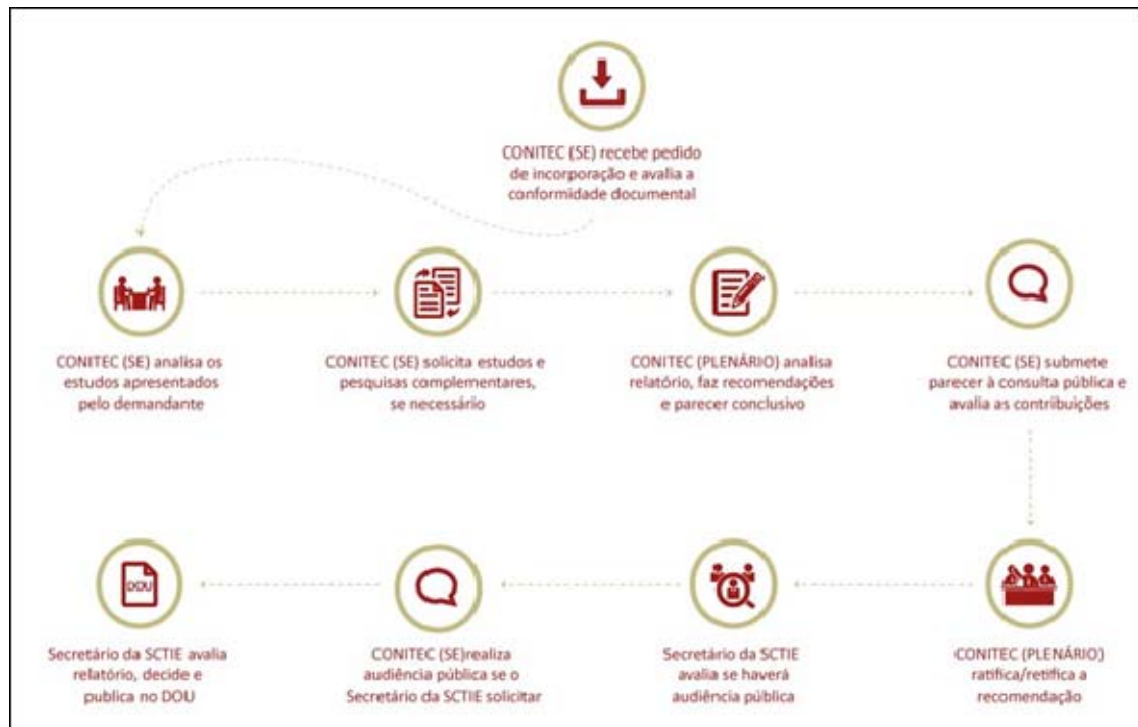 CONITEC (SE) recebe pedido
de incorporação e avalia a
conformidade documental
CONITEC (SE) analisa os
estudos apresentados
pelo demandante
CONITEC (SE) solicita estudos e
pesquisas complementares,
se necessário
CONITEC (PLENÁRIO) analisa
relatório, faz recomendações
e parecer conclusivo
CONITEC (SE) submete
parecer à consulta pública e
avalia as contribuições
DOU
Secretário da SCTIE avalia
relatório, decide e
publica no DOU
CONITEC (SE)realiza
audiência pública se o
Secretário da SCTIE solicitar
Secretário da SCTIE
avalia se haverá
audiência pública
CONITEC (PLENÁRIO)
ratifica/retifica a
recomendação